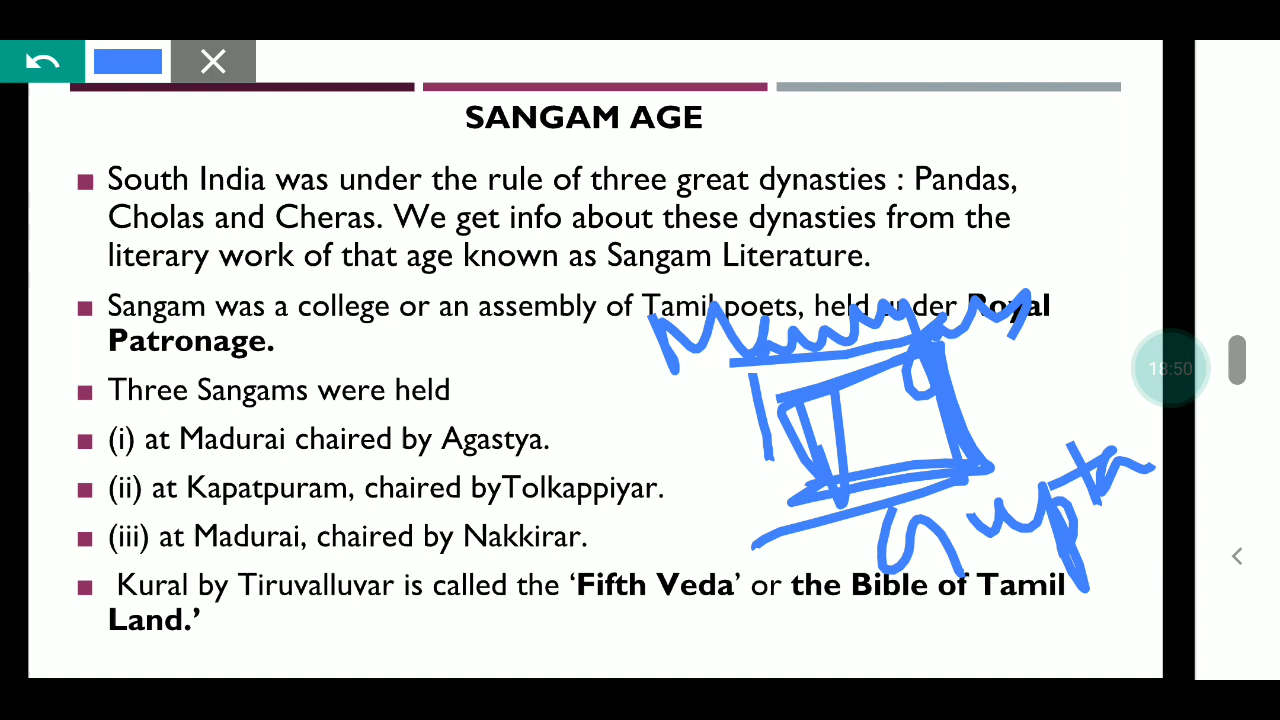 SANGAM AGE
■ South India was under the rule of three great dynasties : Pandas,
Cholas and Cheras. We get info about these dynasties from the
literary work of that age known as Sangam Literature.
■ Sangam was a college or an assembly of Tamil poets, held under Royal
Patronage.
Mauryans
■ Three Sangams were held
18:50
■ (i) at Madurai chaired by Agastya.
■ (ii) at Kapatpuram, chaired byTolkappiyar.
Gupta
■ (iii) at Madurai, chaired by Nakkirar.
■ Kural by Tiruvalluvar is called the ‘Fifth Veda’ or the Bible of Tamil
Land.’